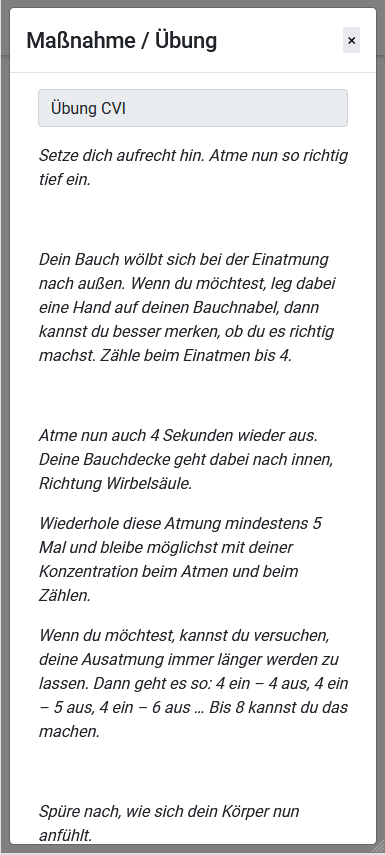 Maßnahme / Übung
×
Übung CVI
Setze dich aufrecht hin. Atme nun so richtig
tief ein.
Dein Bauch wölbt sich bei der Einatmung
nach außen. Wenn du möchtest, leg dabei
eine Hand auf deinen Bauchnabel, dann
kannst du besser merken, ob du es richtig
machst. Zähle beim Einatmen bis 4.
Atme nun auch 4 Sekunden wieder aus.
Deine Bauchdecke geht dabei nach innen,
Richtung Wirbelsäule.
Wiederhole diese Atmung mindestens 5
Mal und bleibe möglichst mit deiner
Konzentration beim Atmen und beim
Zählen.
Wenn du möchtest, kannst du versuchen,
deine Ausatmung immer länger werden zu
lassen. Dann geht es so: 4 ein – 4 aus, 4 ein
– 5 aus, 4 ein – 6 aus … Bis 8 kannst du das
machen.
Spüre nach, wie sich dein Körper nun
anfühlt.